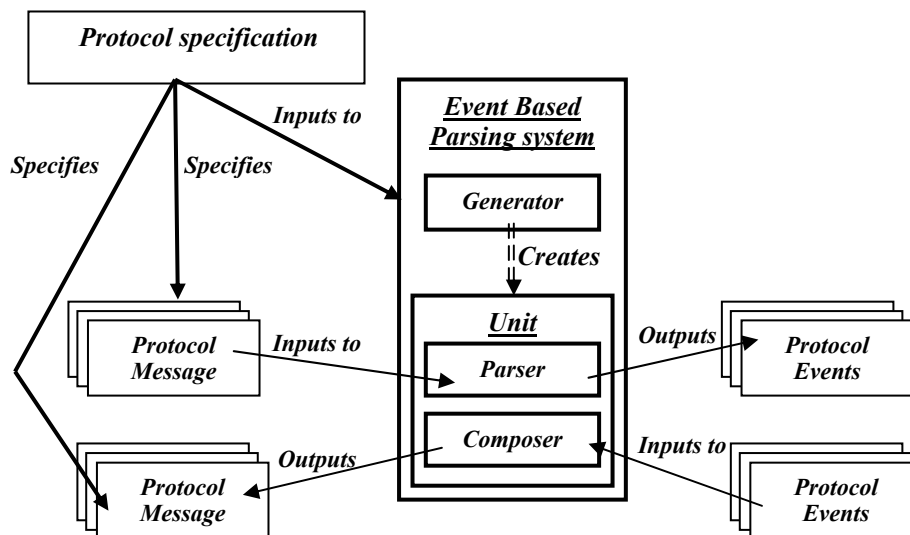 Protocol specification
Inputs to
Event Based
Parsing system
Specifies
Specifies
Generator
Creates
Unit
Protocol
Message
Inputs to
Parser
Outputs
Protocol
Events
Composer
Outputs
Inputs to
Protocol
Message
Protocol
Events